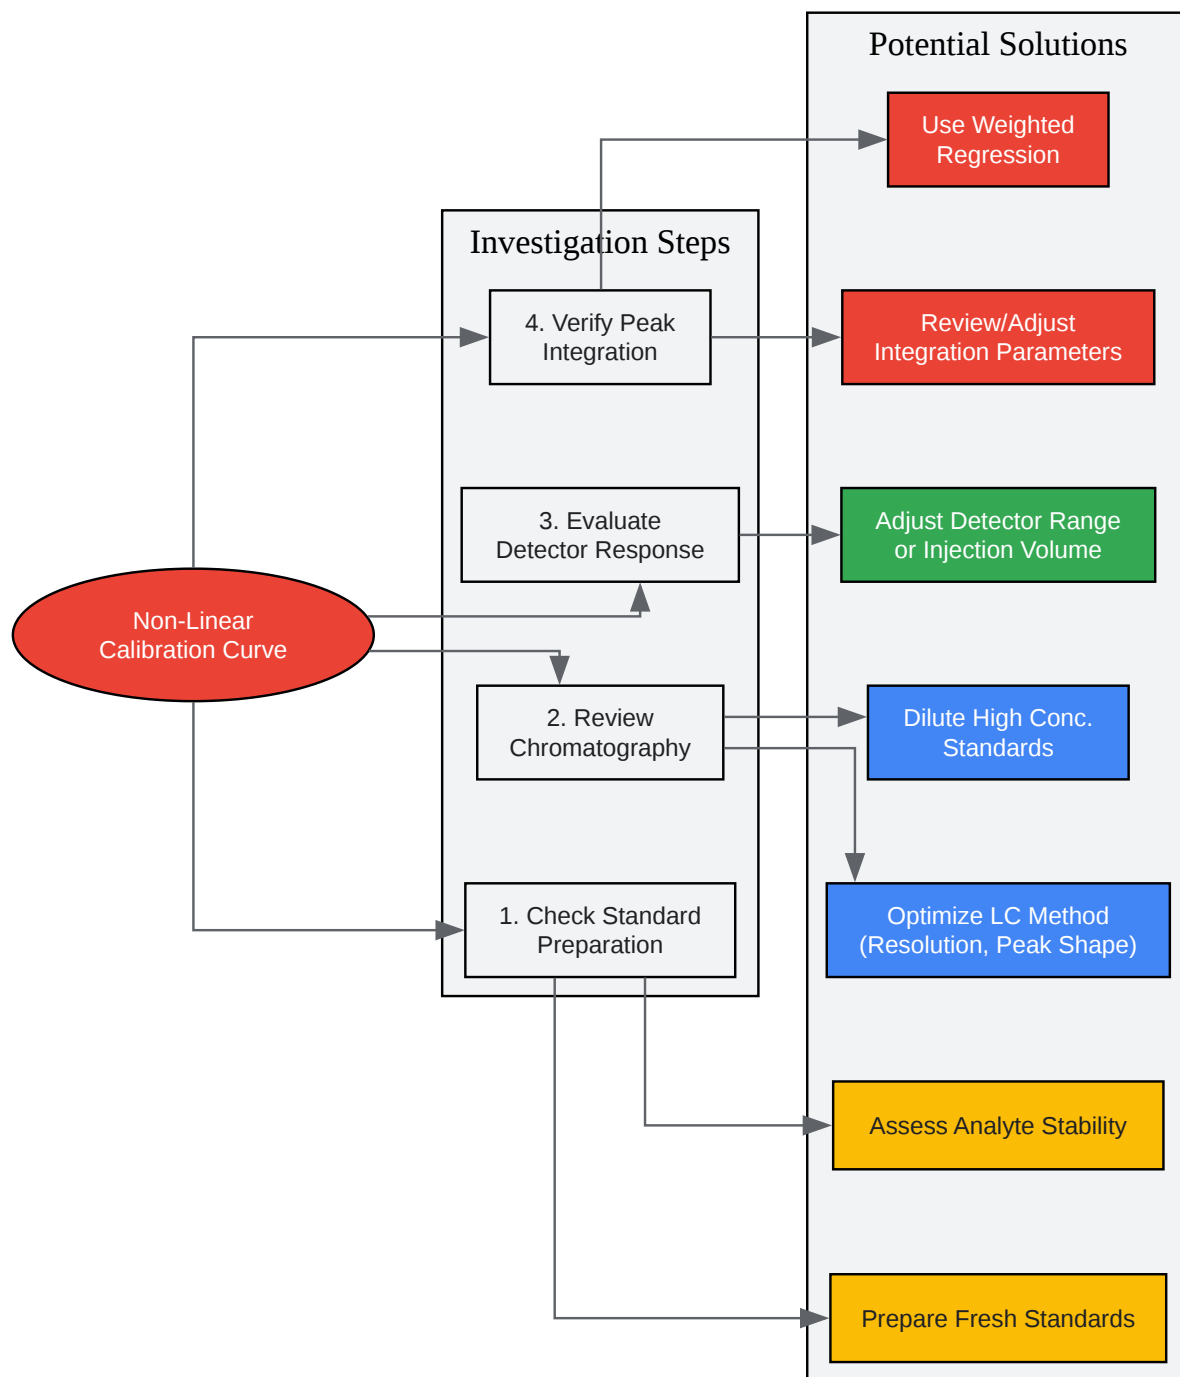 Potential Solutions
Use Weighted
Regression
Investigation Steps
4. Verify Peak
Integration
Review/Adjust
Integration Parameters
3. Evaluate
Detector Response
Adjust Detector Range
or Injection Volume
Non-Linear
Calibration Curve
2. Review
Chromatography
Dilute High Conc.
Standards
1. Check Standard
Preparation
Optimize LC Method
(Resolution, Peak Shape)
Assess Analyte Stability
Prepare Fresh Standards